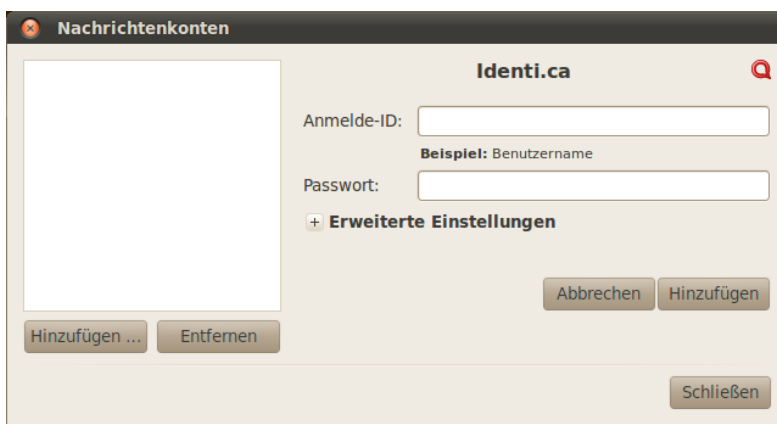 Nachrichtenkonten
Identi.ca
Anmelde-ID:
Beispiel: Benutzername
Passwort:
+ Erweiterte Einstellungen
Abbrechen Hinzufügen
Hinzufügen ... Entfernen
Schließen